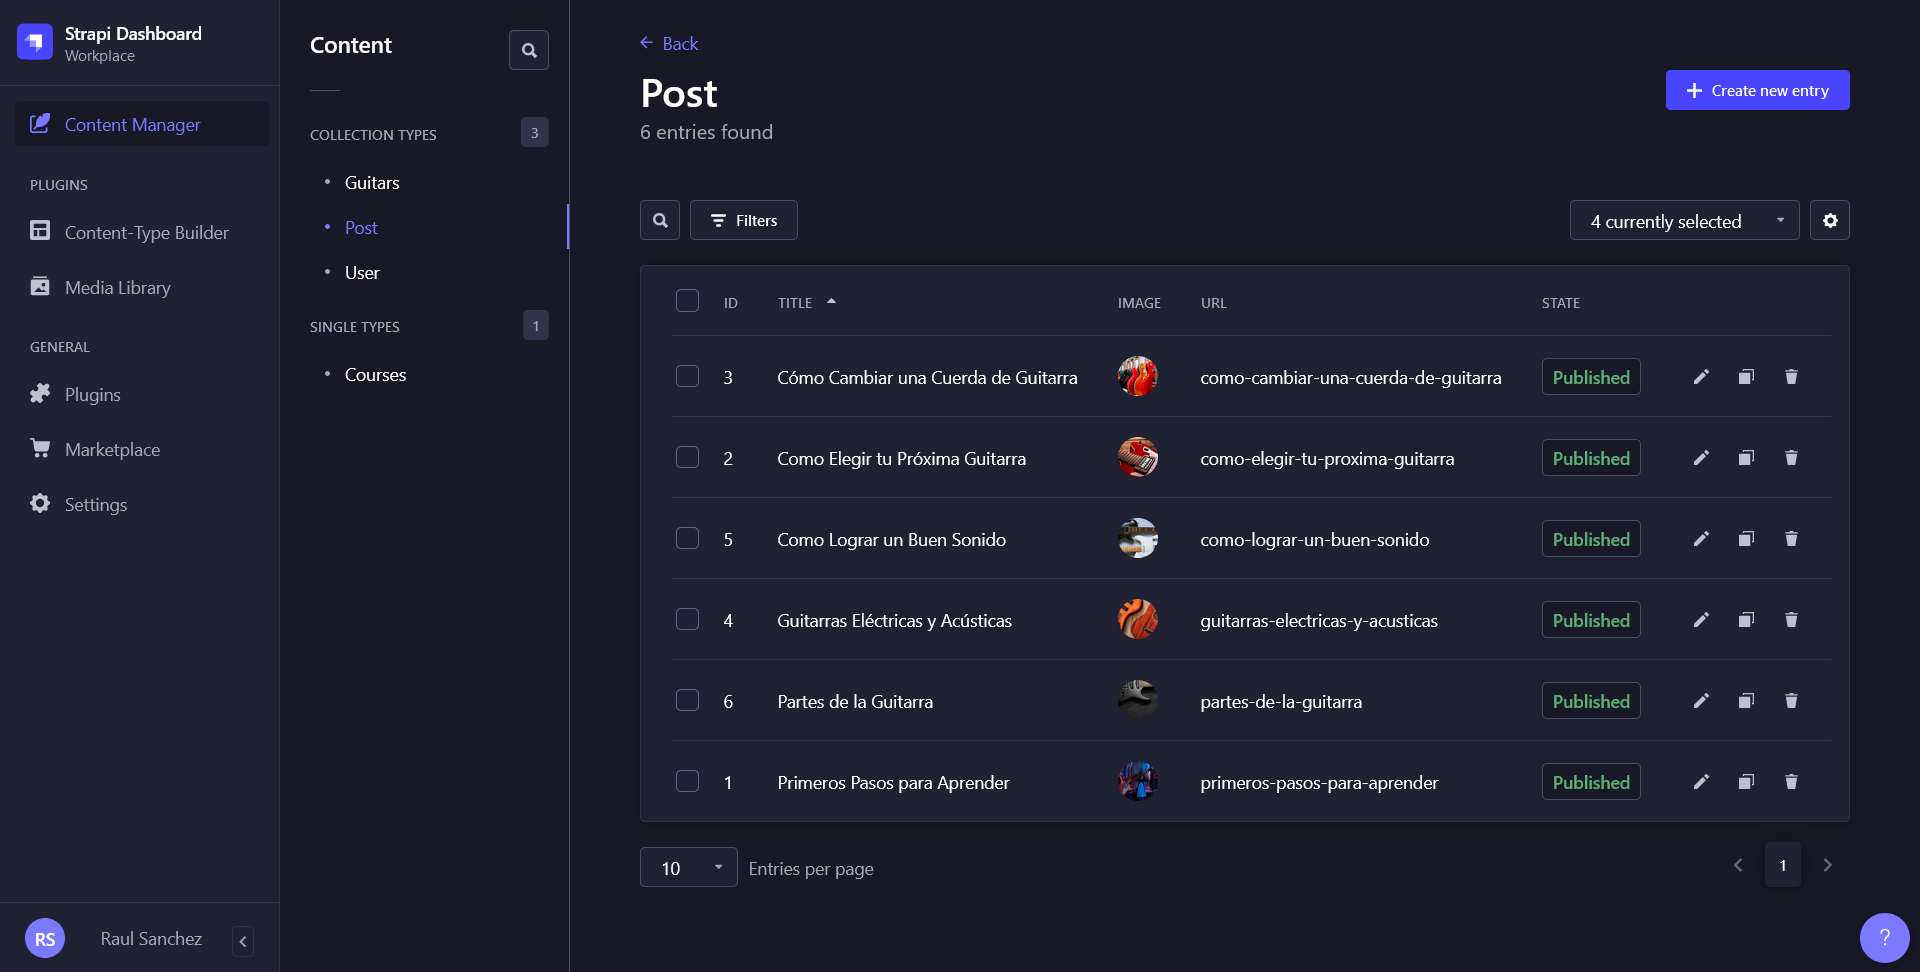 Strapi Dashboard
Workplace
Content Manager
PLUGINS
Content-Type Builder
Media Library
GENERAL
Plugins
Marketplace
Settings
RS
Raul Sanchez
Content
COLLECTION TYPES
3
Guitars
Post
User
SINGLE TYPES
1
Courses
Back
Post
6 entries found
Create new entry
Filters
4 currently selected
ID TITLE IMAGE URL STATE
3 Cómo Cambiar una Cuerda de Guitarra como-cambiar-una-cuerda-de-guitarra Published
2 Como Elegir tu Próxima Guitarra como-elegir-tu-proxima-guitarra Published
5 Como Lograr un Buen Sonido como-lograr-un-buen-sonido Published
4 Guitarras Eléctricas y Acústicas guitarras-electricas-y-acusticas Published
6 Partes de la Guitarra partes-de-la-guitarra Published
1 Primeros Pasos para Aprender primeros-pasos-para-aprender Published
10 Entries per page
1
?